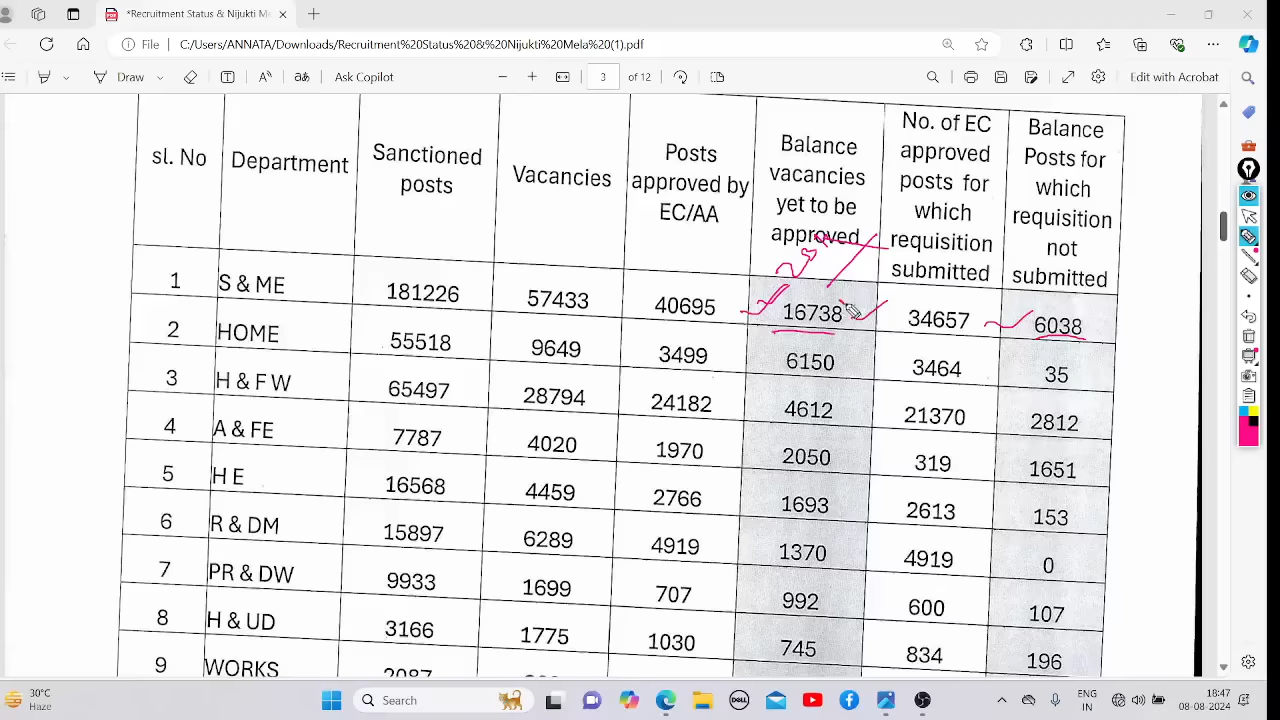 *Recruitment Status & Nijukti Me
File
C:/Users/ANNATA/Downloads/Recruitment%20Status%208&%20Nijukti%20Mela%20(1).pdf
Draw
Ask Copilot
3 of 12
Edit with Acrobat
sl. No Department Sanctioned posts Vacancies Posts approved by EC/AA Balance vacancies yet to be approved No. of EC approved posts for which requisition submitted Balance Posts for which requisition not submitted
1 S & ME 181226 57433 40695 16738 34657 6038
2 HOME 55518 9649 3499 6150 3464 35
3 H & F W 65497 28794 24182 4612 21370 2812
4 A & FE 7787 4020 1970 2050 319 1651
5 H E 16568 4459 2766 1693 2613 153
6 R & DM 15897 6289 4919 1370 4919 0
7 PR & DW 9933 1699 707 992 600 107
8 H & UD 3166 1775 1030 745 834 196
9 WORKS 2087
30°C
Haze
Search
ENG
IN
18:47
08-08-2024